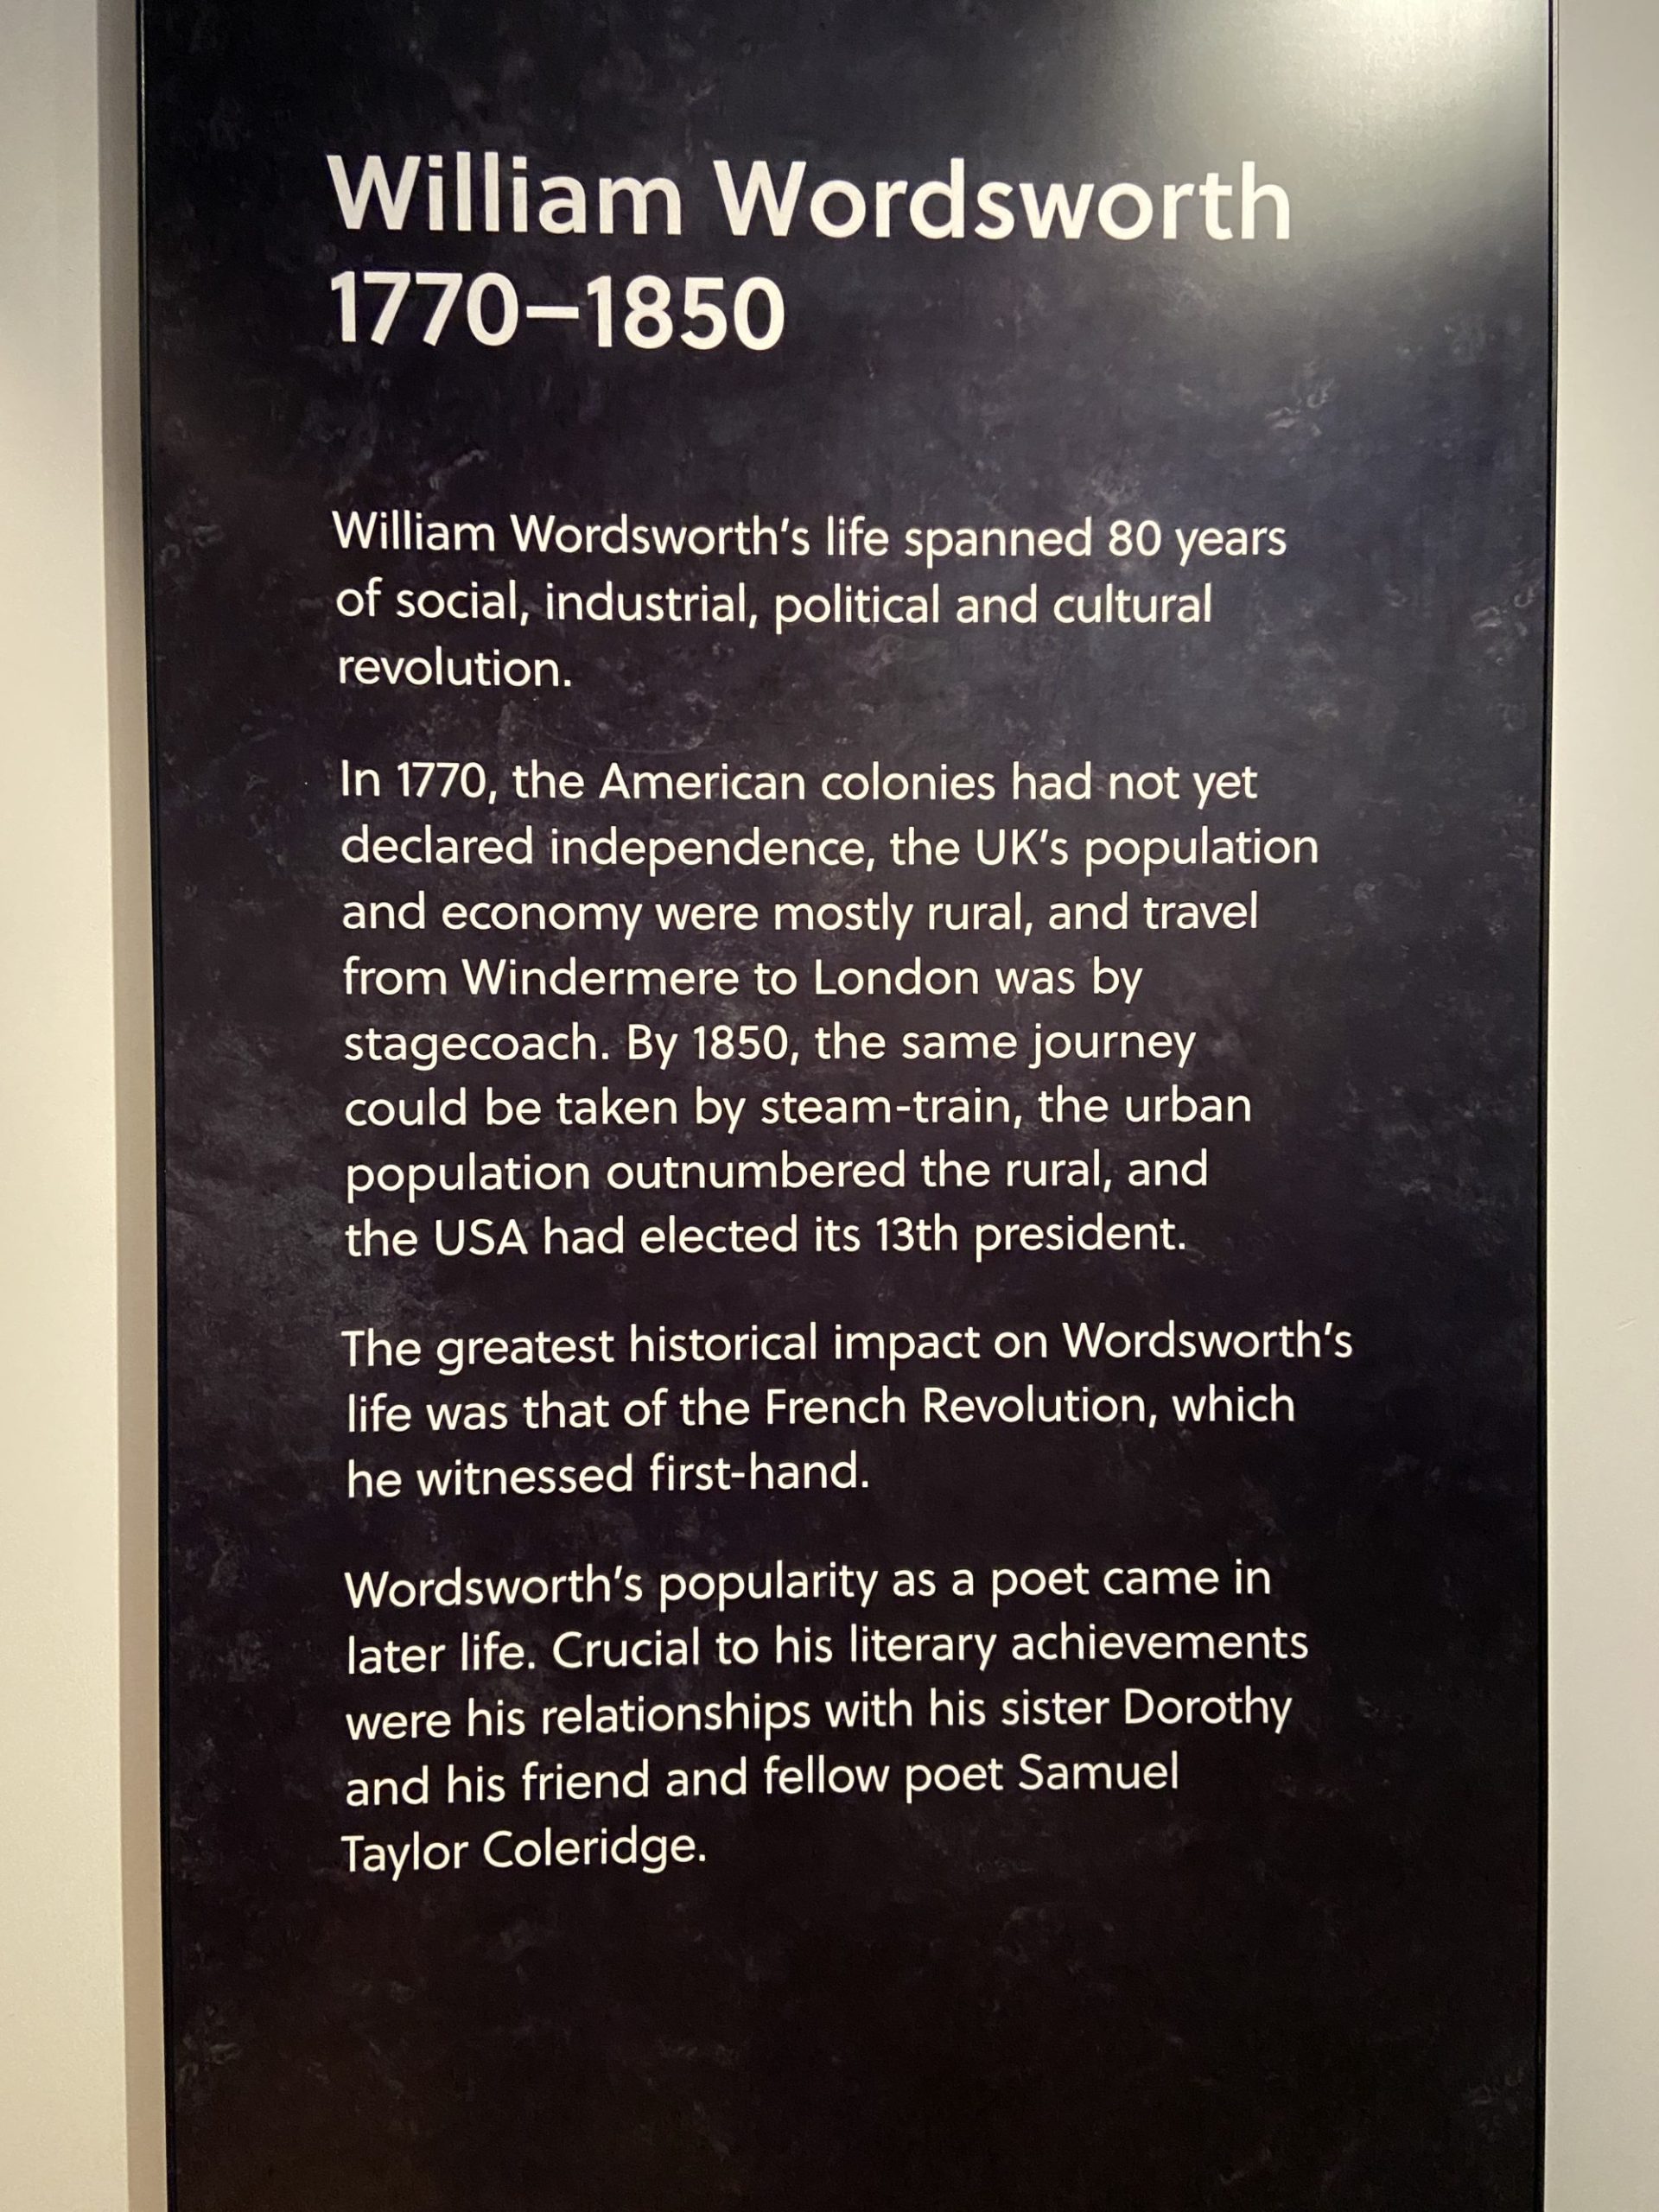 William Wordsworth
1770–1850
William Wordsworth's life spanned 80 years
of social, industrial, political and cultural
revolution.
In 1770, the American colonies had not yet
declared independence, the UK's population
and economy were mostly rural, and travel
from Windermere to London was by
stagecoach. By 1850, the same journey
could be taken by steam-train, the urban
population outnumbered the rural, and
the USA had elected its 13th president.
The greatest historical impact on Wordsworth's
life was that of the French Revolution, which
he witnessed first-hand.
Wordsworth's popularity as a poet came in
later life. Crucial to his literary achievements
were his relationships with his sister Dorothy
and his friend and fellow poet Samuel
Taylor Coleridge.